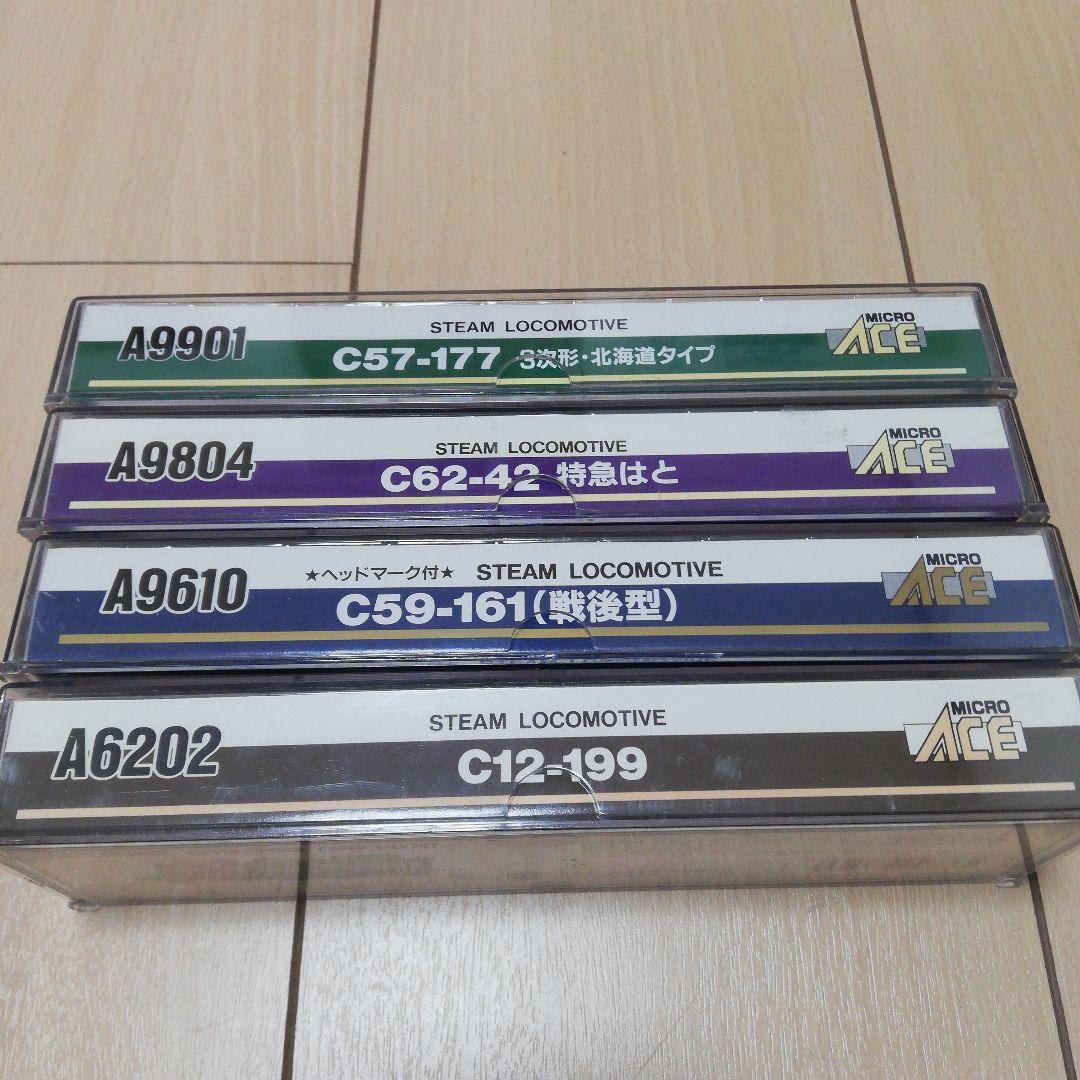 A9901
STEAM LOCOMOTIVE
C57-177 3次形・北海道タイプ
MICRO
ACE
A9804
STEAM LOCOMOTIVE
C62-42 特急はと
MICRO
ACE
A9610
★ヘッドマーク付★ STEAM LOCOMOTIVE
C59-161(戦後型)
MICRO
ACE
A6202
STEAM LOCOMOTIVE
C12-199
MICRO
ACE